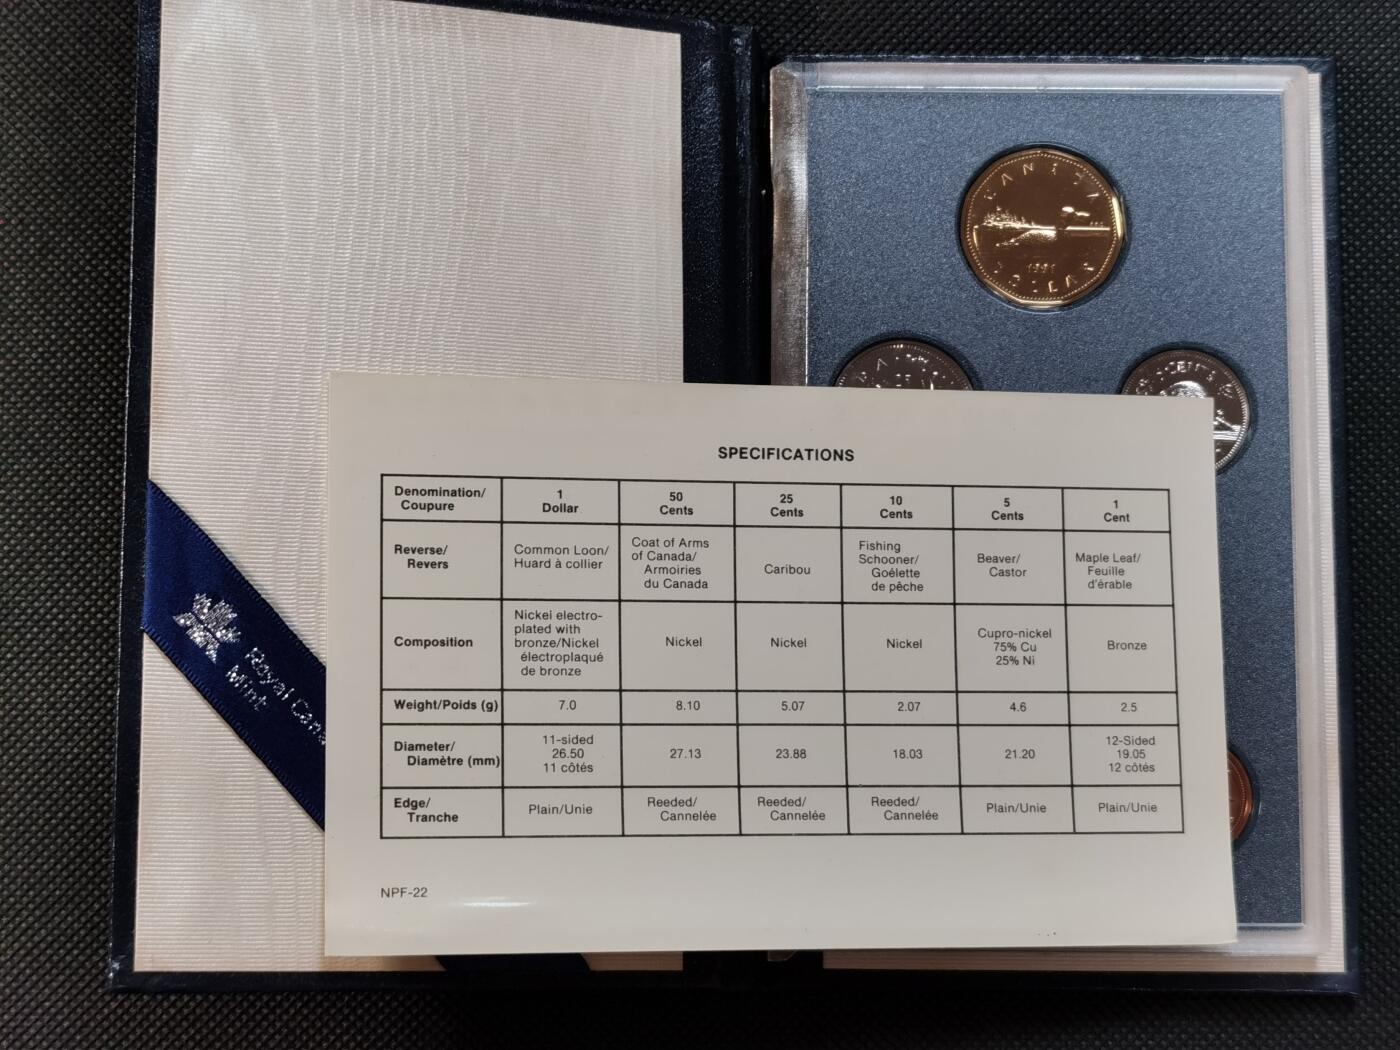 CANADA
1991
DOLLAR
CENTS
Royal
Mint
SPECIFICATIONS
Denomination/ Coupure
1 Dollar
50 Cents
25 Cents
10 Cents
5 Cents
1 Cent
Reverse/ Revers
Common Loon/ Huard à collier
Coat of Arms of Canada/ Armoiries du Canada
Caribou
Fishing Schooner/ Goélette de pêche
Beaver/ Castor
Maple Leaf/ Feuille d'érable
Composition
Nickel electro- plated with bronze/Nickel électroplaqué de bronze
Nickel
Nickel
Nickel
Cupro-nickel 75% Cu 25% Ni
Bronze
Weight/Poids (g)
7.0
8.10
5.07
2.07
4.6
2.5
Diameter/ Diamètre (mm)
11-sided 26.50 11 côtés
27.13
23.88
18.03
21.20
12-Sided 19.05 12 côtés
Edge/ Tranche
Plain/Unie
Reeded/ Cannelée
Reeded/ Cannelée
Reeded/ Cannelée
Plain/Unie
Plain/Unie
NPF-22